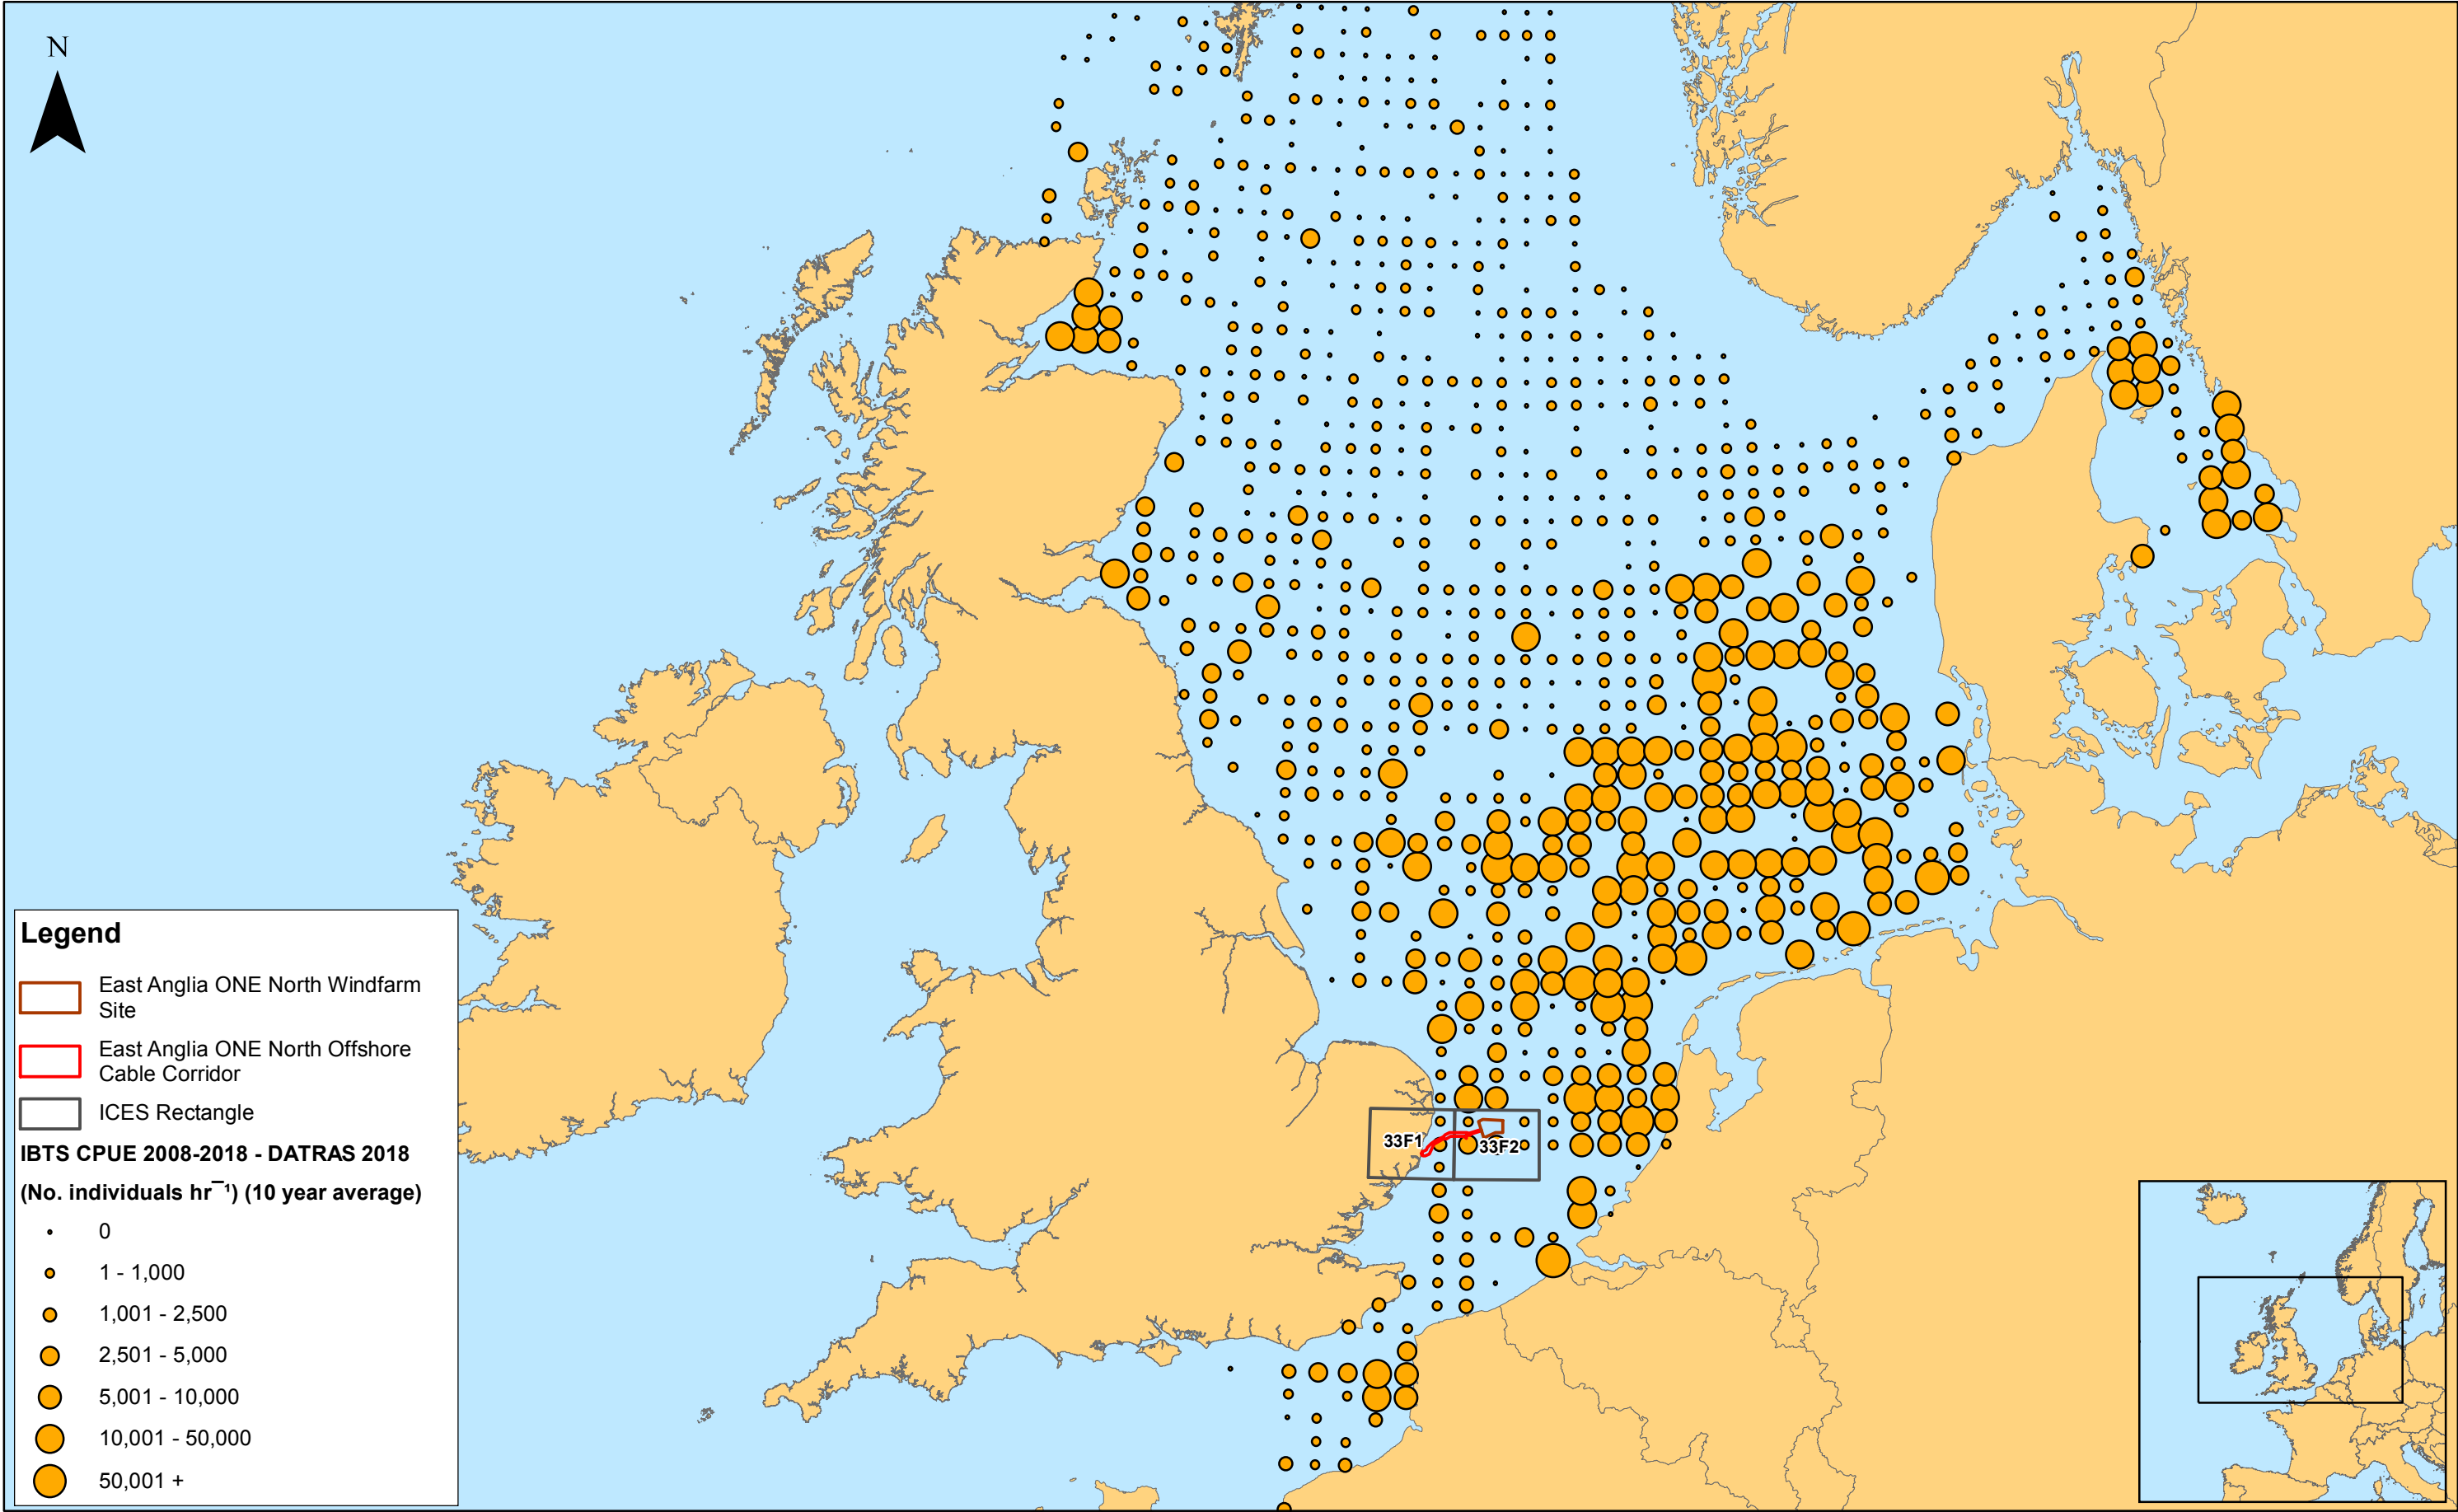 N
33F1
33F2
Legend
East Anglia ONE North Windfarm
Site
East Anglia ONE North Offshore
Cable Corridor
ICES Rectangle
IBTS CPUE 2008-2018 - DATRAS 2018
(No. individuals hr⁻¹) (10 year average)
0
1 - 1,000
1,001 - 2,500
2,501 - 5,000
5,001 - 10,000
10,001 - 50,000
50,001 +